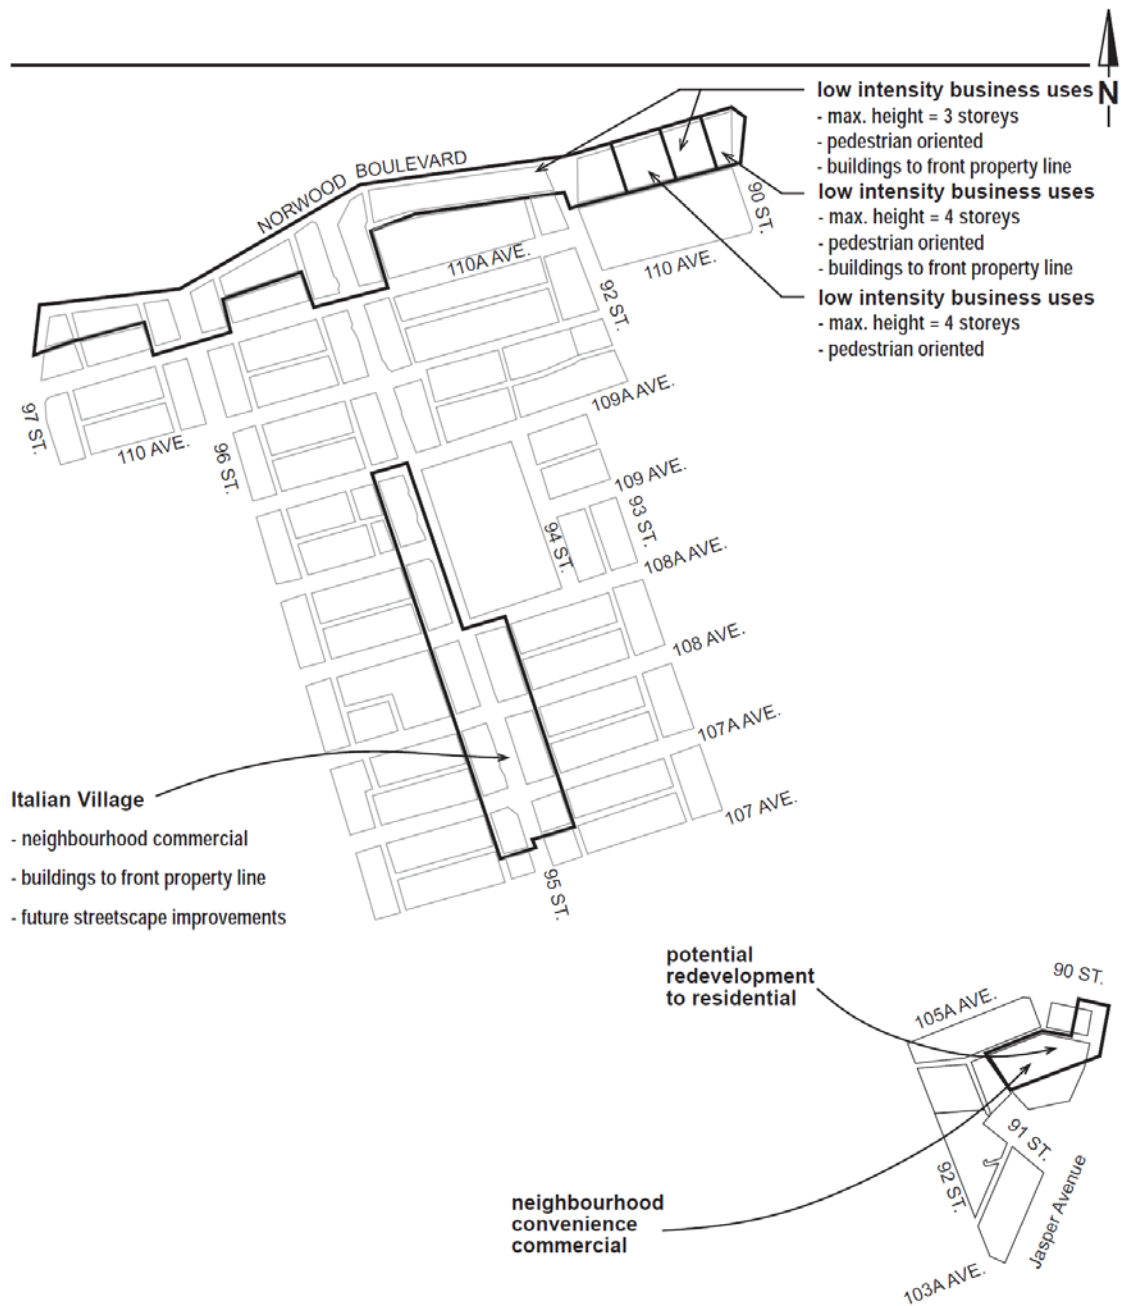 N
low intensity business uses
- max. height = 3 storeys
- pedestrian oriented
- buildings to front property line
low intensity business uses
- max. height = 4 storeys
- pedestrian oriented
- buildings to front property line
low intensity business uses
- max. height = 4 storeys
- pedestrian oriented
NORWOOD BOULEVARD
90 ST.
110A AVE.
110 AVE.
92 ST.
109A AVE.
97 ST.
110 AVE.
96 ST.
109 AVE.
93 ST.
94 ST.
108A AVE.
108 AVE.
107A AVE.
107 AVE.
95 ST.
Italian Village
- neighbourhood commercial
- buildings to front property line
- future streetscape improvements
potential
redevelopment
to residential
90 ST.
105A AVE.
91 ST.
92 ST.
Jasper Avenue
103A AVE.
neighbourhood
convenience
commercial